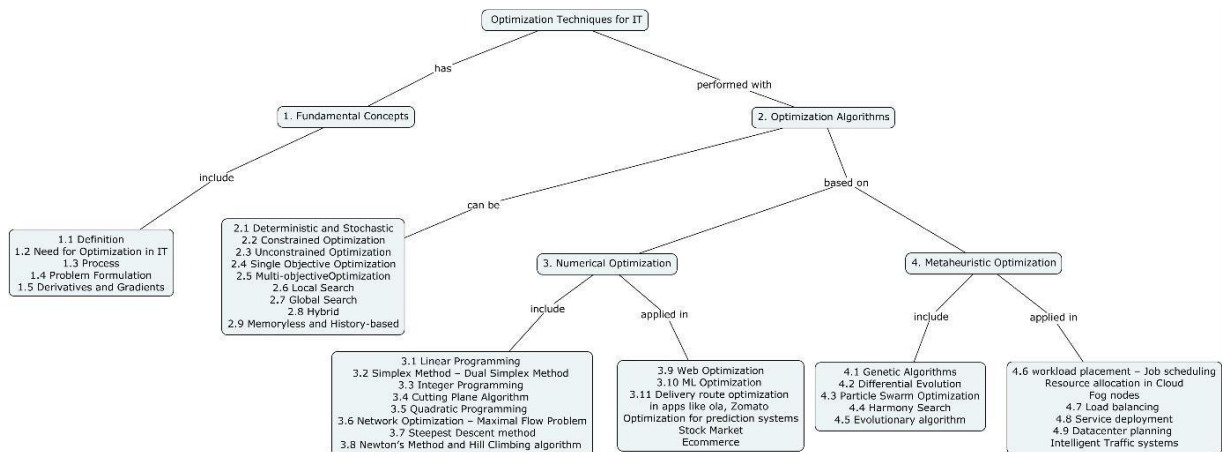 Optimization Techniques for IT
has
performed with
1. Fundamental Concepts
2. Optimization Algorithms
include
can be
based on
1.1 Definition
1.2 Need for Optimization in IT
1.3 Process
1.4 Problem Formulation
1.5 Derivatives and Gradients
2.1 Deterministic and Stochastic
2.2 Constrained Optimization
2.3 Unconstrained Optimization
2.4 Single Objective Optimization
2.5 Multi-objectiveOptimization
2.6 Local Search
2.7 Global Search
2.8 Hybrid
2.9 Memoryless and History-based
3. Numerical Optimization
4. Metaheuristic Optimization
include
applied in
include
applied in
3.1 Linear Programming
3.2 Simplex Method – Dual Simplex Method
3.3 Integer Programming
3.4 Cutting Plane Algorithm
3.5 Quadratic Programming
3.6 Network Optimization – Maximal Flow Problem
3.7 Steepest Descent method
3.8 Newton's Method and Hill Climbing algorithm
3.9 Web Optimization
3.10 ML Optimization
3.11 Delivery route optimization
in apps like ola, Zomato
Optimization for prediction systems
Stock Market
Ecommerce
4.1 Genetic Algorithms
4.2 Differential Evolution
4.3 Particle Swarm Optimization
4.4 Harmony Search
4.5 Evolutionary algorithm
4.6 workload placement – Job scheduling
Resource allocation in Cloud
Fog nodes
4.7 Load balancing
4.8 Service deployment
4.9 Datacenter planning
Intelligent Traffic systems